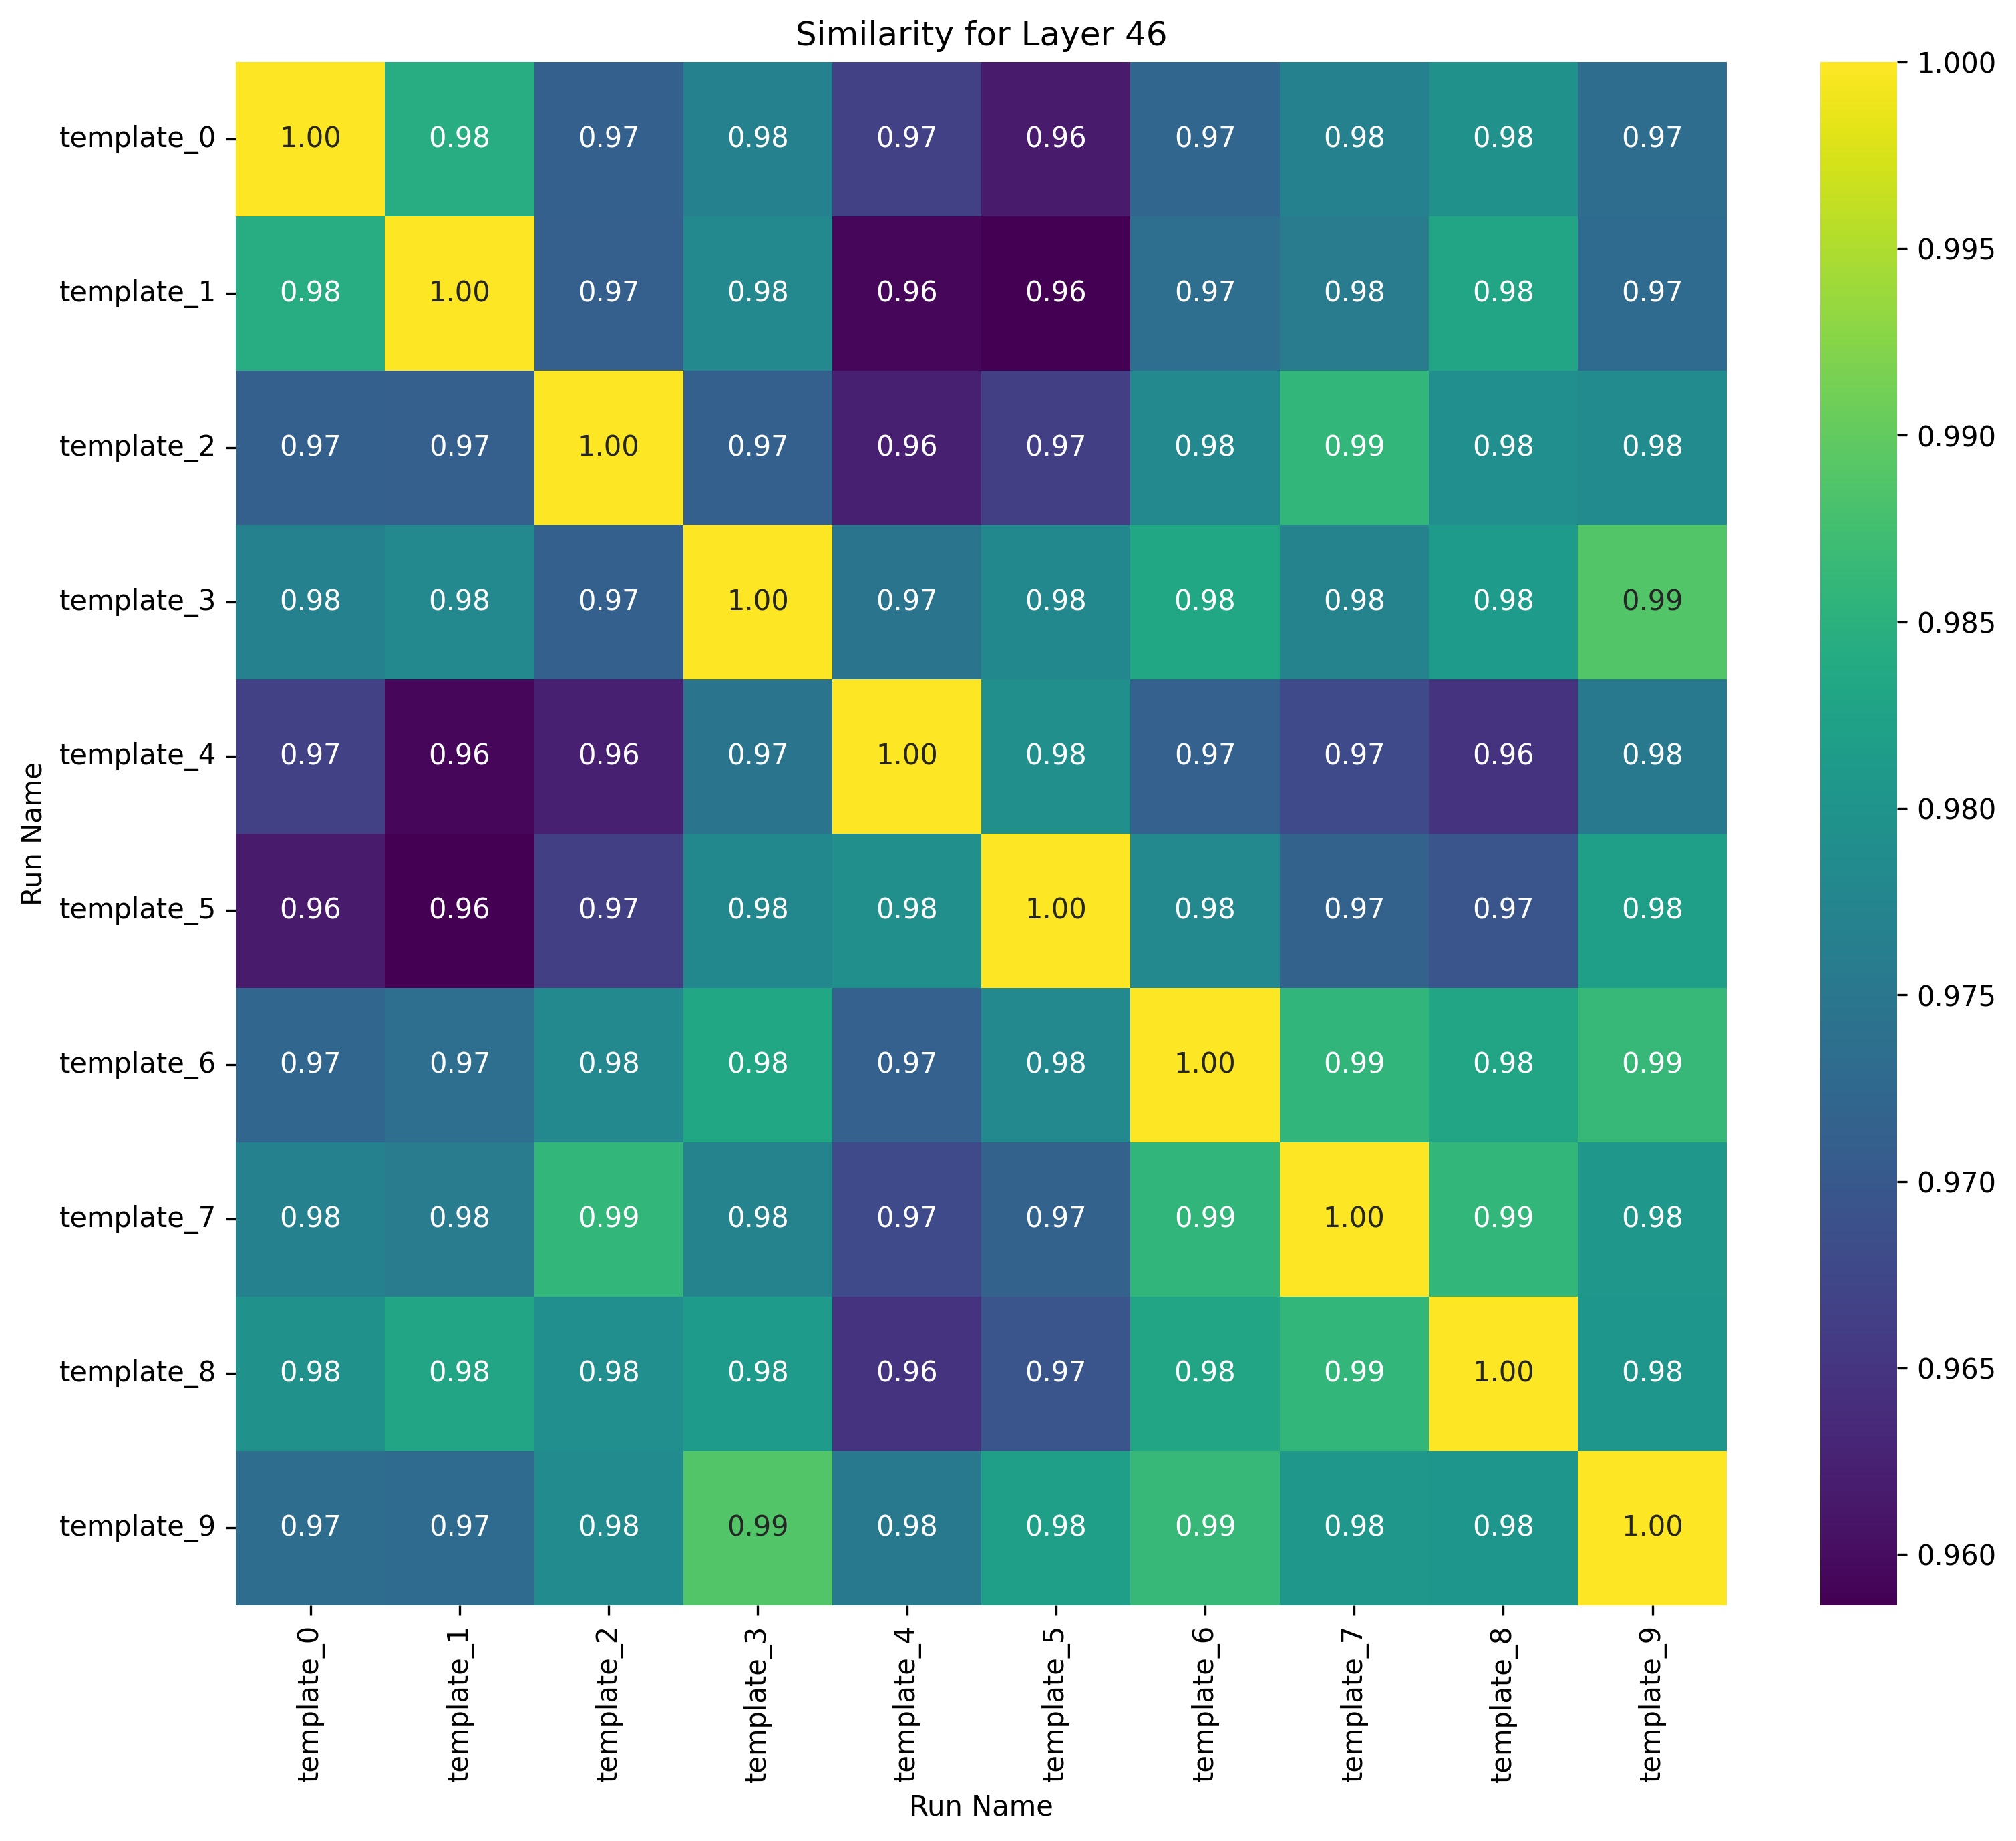 Similarity for Layer 46
template_0 1.00 0.98 0.97 0.98 0.97 0.96 0.97 0.98 0.98 0.97
template_1 0.98 1.00 0.97 0.98 0.96 0.96 0.97 0.98 0.98 0.97
template_2 0.97 0.97 1.00 0.97 0.96 0.97 0.98 0.99 0.98 0.98
template_3 0.98 0.98 0.97 1.00 0.97 0.98 0.98 0.98 0.98 0.99
template_4 0.97 0.96 0.96 0.97 1.00 0.98 0.97 0.97 0.96 0.98
template_5 0.96 0.96 0.97 0.98 0.98 1.00 0.98 0.97 0.97 0.98
template_6 0.97 0.97 0.98 0.98 0.97 0.98 1.00 0.99 0.98 0.99
template_7 0.98 0.98 0.99 0.98 0.97 0.97 0.99 1.00 0.99 0.98
template_8 0.98 0.98 0.98 0.98 0.96 0.97 0.98 0.99 1.00 0.98
template_9 0.97 0.97 0.98 0.99 0.98 0.98 0.99 0.98 0.98 1.00
Run Name
template_0
template_1
template_2
template_3
template_4
template_5
template_6
template_7
template_8
template_9
Run Name
1.000
0.995
0.990
0.985
0.980
0.975
0.970
0.965
0.960